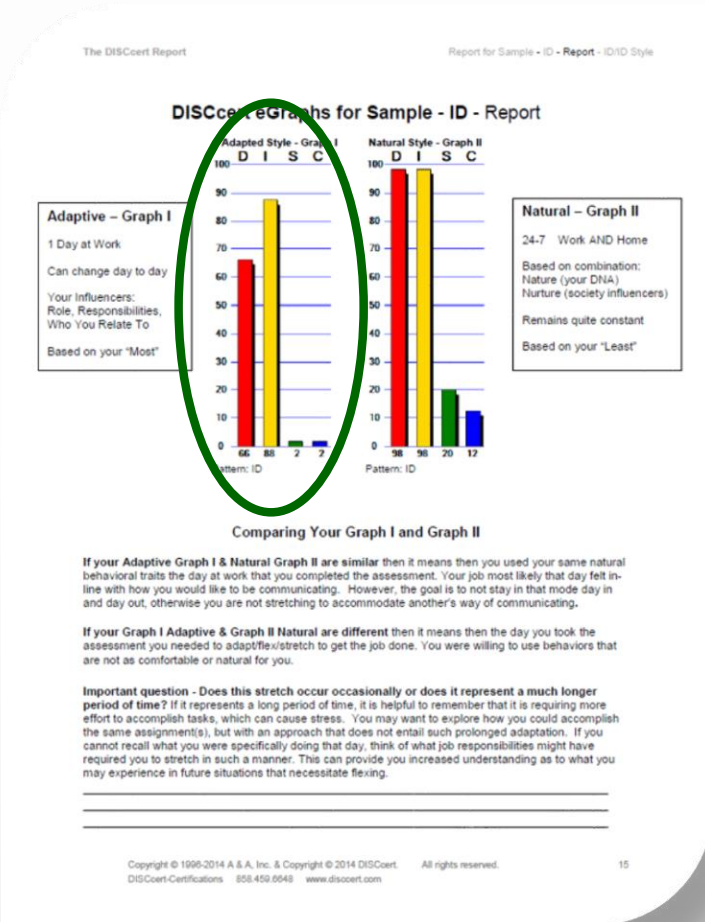 The DISCcert Report
Report for Sample - ID - Report - ID/ID Style
DISCcert eGraphs for Sample - ID - Report
Adapted Style - Graph I
D I S C
100
90
80
70
60
50
40
30
20
10
0
66 88 2 2
Pattern: ID
Natural Style - Graph II
D I S C
100
90
80
70
60
50
40
30
20
10
0
98 98 20 12
Pattern: ID
Adaptive – Graph I
1 Day at Work
Can change day to day
Your Influencers:
Role, Responsibilities,
Who You Relate To
Based on your "Most"
Natural – Graph II
24-7 Work AND Home
Based on combination:
Nature (your DNA)
Nurture (society influencers)
Remains quite constant
Based on your "Least"
Comparing Your Graph I and Graph II
If your Adaptive Graph I & Natural Graph II are similar then it means then you used your same natural
behavioral traits the day at work that you completed the assessment. Your job most likely that day felt in-
line with how you would like to be communicating. However, the goal is to not stay in that mode day in
and day out, otherwise you are not stretching to accommodate another's way of communicating.
If your Graph I Adaptive & Graph II Natural are different then it means then the day you took the
assessment you needed to adapt/flex/stretch to get the job done. You were willing to use behaviors that
are not as comfortable or natural for you.
Important question - Does this stretch occur occasionally or does it represent a much longer
period of time? If it represents a long period of time, it is helpful to remember that it is requiring more
effort to accomplish tasks, which can cause stress. You may want to explore how you could accomplish
the same assignment(s), but with an approach that does not entail such prolonged adaptation. If you
cannot recall what you were specifically doing that day, think of what job responsibilities might have
required you to stretch in such a manner. This can provide you increased understanding as to what you
may experience in future situations that necessitate flexing.
Copyright © 1996-2014 A & A, Inc. & Copyright © 2014 DISCcert. All rights reserved.
15
DISCcert-Certifications 858.459.6648 www.disccert.com